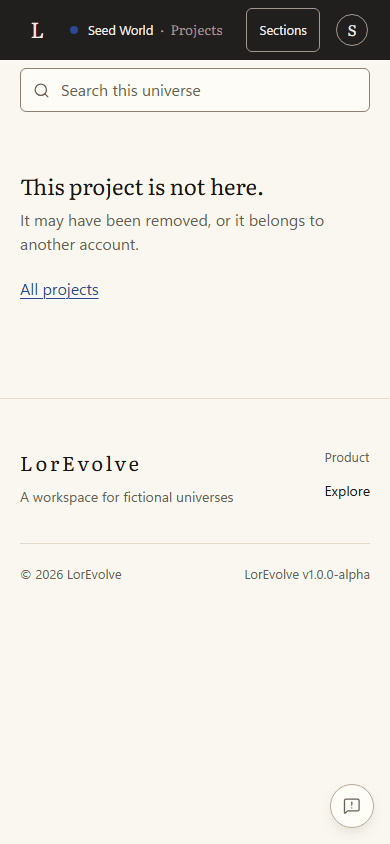 L Seed World · Projects Sections S
Search this universe
This project is not here.
It may have been removed, or it belongs to
another account.
All projects
LorEvolve
A workspace for fictional universes
Product
Explore
© 2026 LorEvolve LorEvolve v1.0.0-alpha